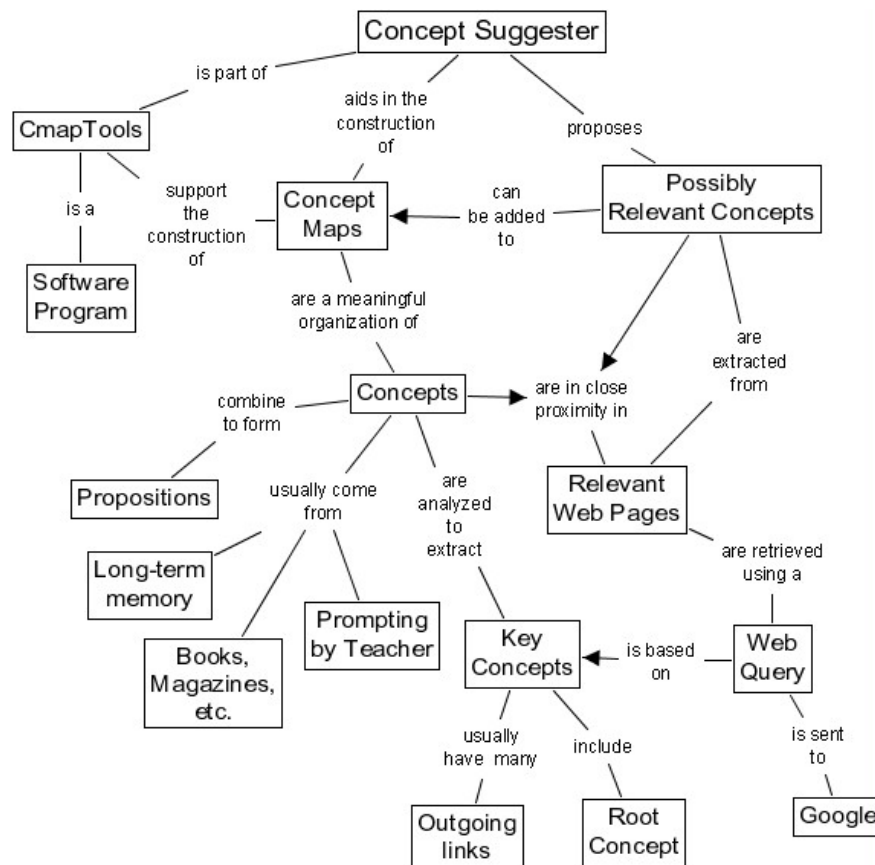 Concept Suggester
is part of
aids in the
construction
of
proposes
CmapTools
support
the
construction
of
Concept
Maps
can
be added
to
Possibly
Relevant Concepts
is a
Software
Program
are a meaningful
organization of
are
extracted
from
Concepts
are in close
proximity in
combine
to form
Propositions
usually come
from
are
analyzed
to
extract
Relevant
Web Pages
are retrieved
using a
Long-term
memory
Books,
Magazines,
etc.
Prompting
by Teacher
Key
Concepts
is based
on
Web
Query
usually
have many
include
is sent
to
Outgoing
links
Root
Concept
Google